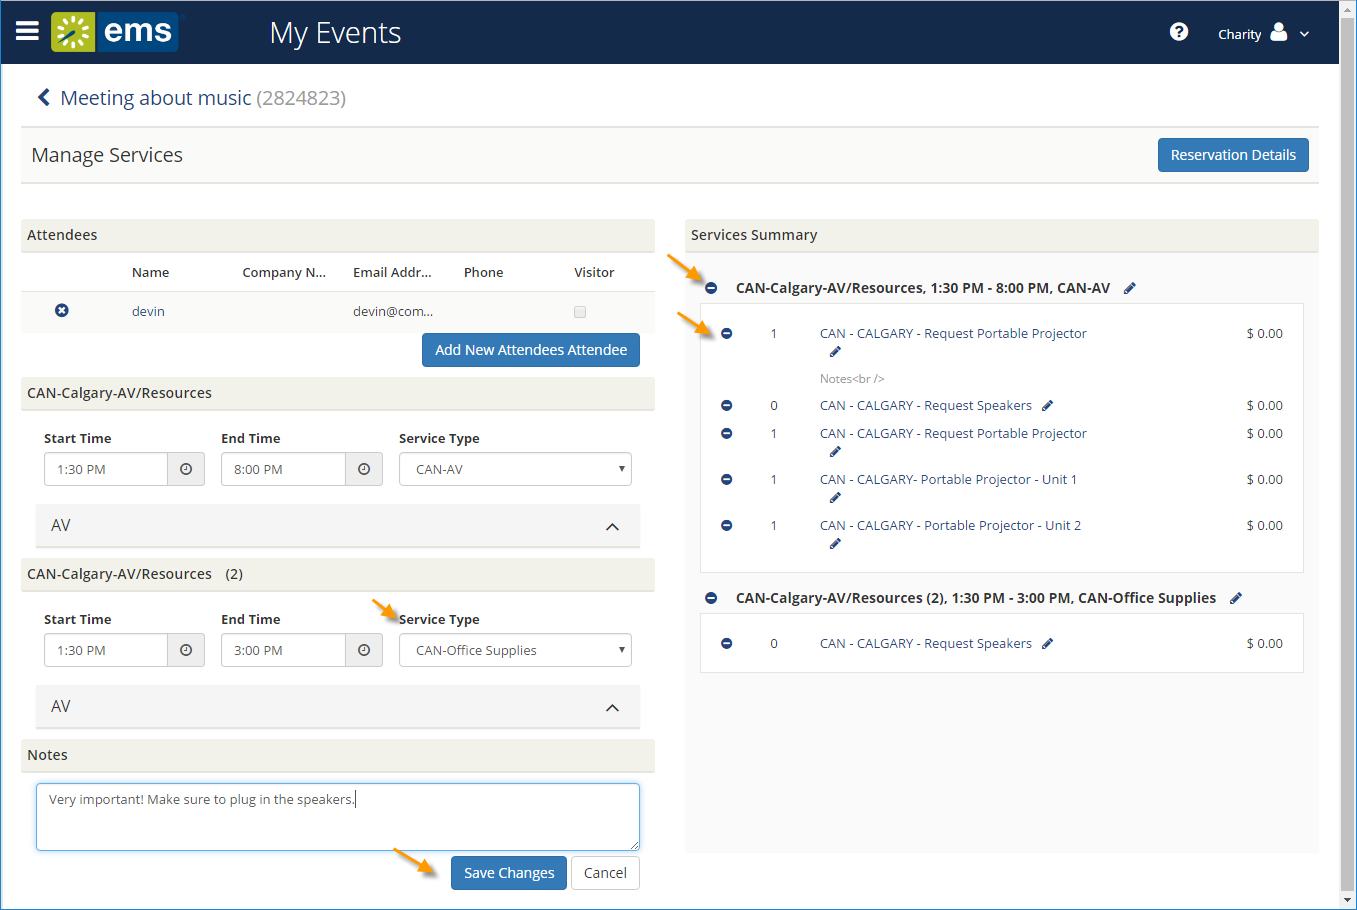 ems
My Events
Charity
Meeting about music (2824823)
Manage Services
Reservation Details
Attendees
Name Company N... Email Addr... Phone Visitor
devin devin@com...
Add New Attendees Attendee
CAN-Calgary-AV/Resources
Start Time End Time Service Type
1:30 PM 8:00 PM CAN-AV
AV
CAN-Calgary-AV/Resources (2)
Start Time End Time Service Type
1:30 PM 3:00 PM CAN-Office Supplies
AV
Notes
Very important! Make sure to plug in the speakers.
Save Changes Cancel
Services Summary
CAN-Calgary-AV/Resources, 1:30 PM - 8:00 PM, CAN-AV
1 CAN - CALGARY - Request Portable Projector $ 0.00
Notes<br />
0 CAN - CALGARY - Request Speakers $ 0.00
1 CAN - CALGARY - Request Portable Projector $ 0.00
1 CAN - CALGARY- Portable Projector - Unit 1 $ 0.00
1 CAN - CALGARY - Portable Projector - Unit 2 $ 0.00
CAN-Calgary-AV/Resources (2), 1:30 PM - 3:00 PM, CAN-Office Supplies
0 CAN - CALGARY - Request Speakers $ 0.00